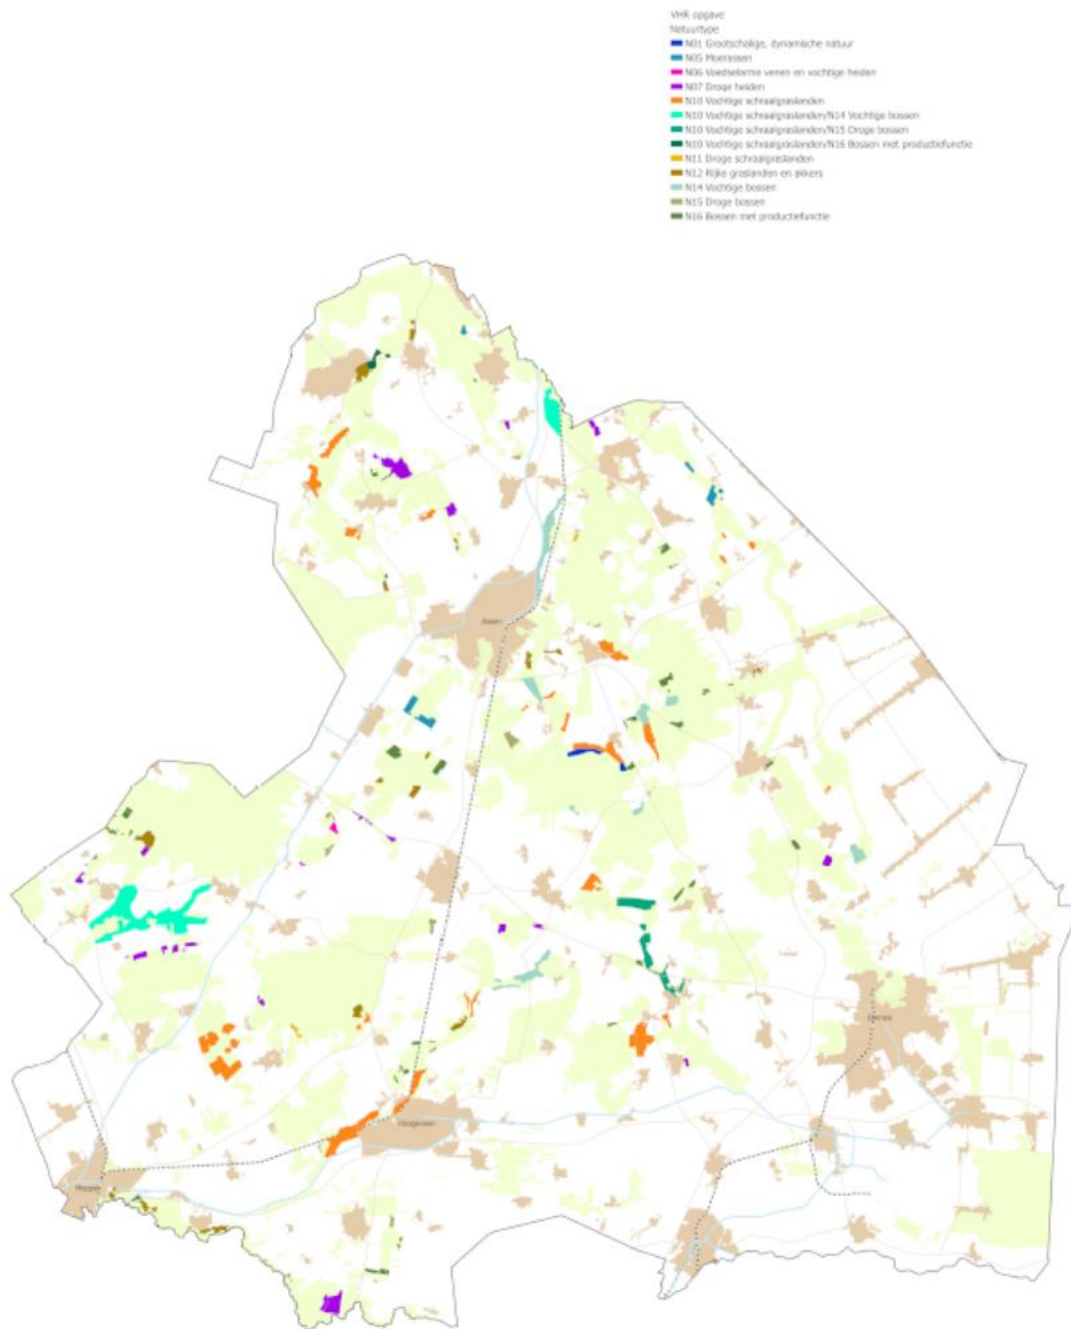 VHR opgave
Natuurtype
N01 Grootschalige, dynamische natuur
N05 Moerassen
N06 Voedselarme venen en vochtige heiden
N07 Droge heiden
N10 Vochtige schraalgraslanden
N10 Vochtige schraalgraslanden/N14 Vochtige bossen
N10 Vochtige schraalgraslanden/N15 Droge bossen
N10 Vochtige schraalgraslanden/N16 Bossen met productiefunctie
N11 Droge schraalgraslanden
N12 Rijke graslanden en akkers
N14 Vochtige bossen
N15 Droge bossen
N16 Bossen met productiefunctie
Assen
Emmen
Hoogeveen
Meppel